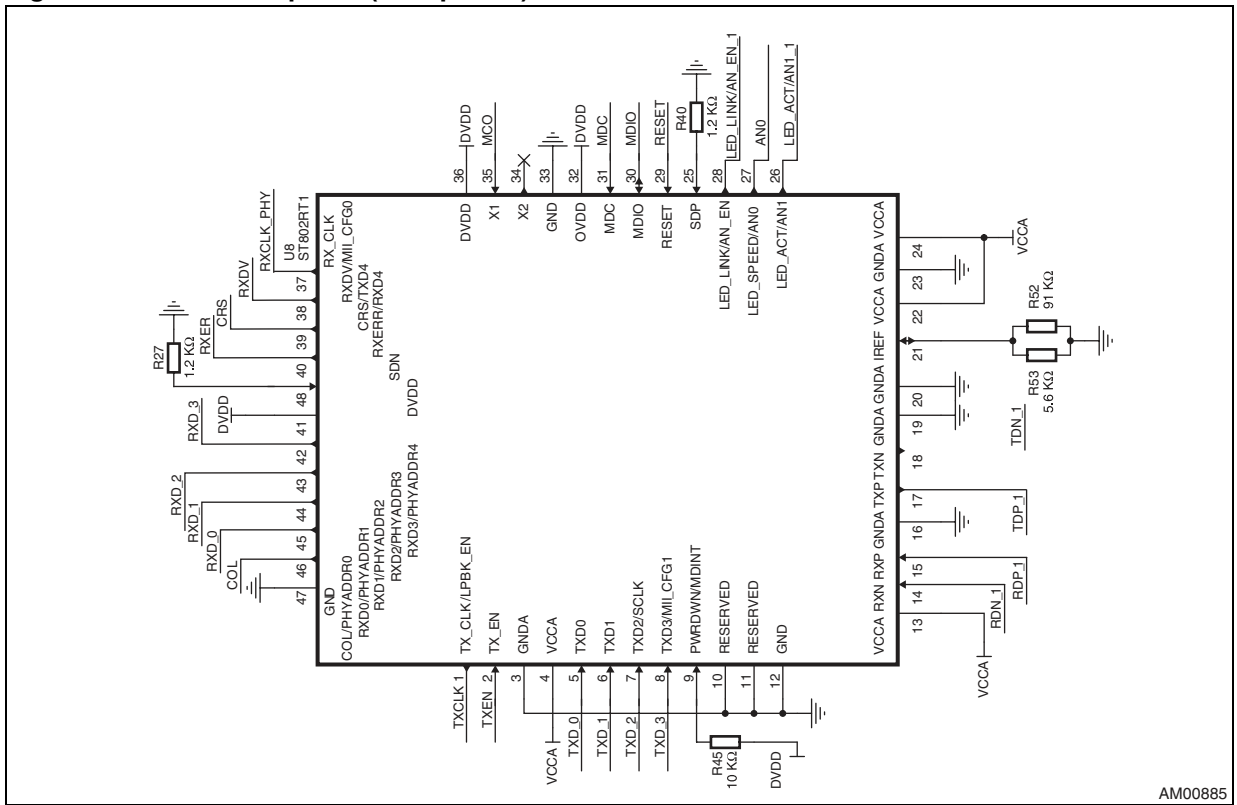 DVDD
MCO
DVDD
MDC
MDIO
RESET
R40
1.2 KΩ
LED_LINK/AN_EN_1
AN0
LED_ACT/AN1_1
36
35
34
33
32
31
30
29
25
28
27
26
DVDD
X1
X2
GND
OVDD
MDC
MDIO
RESET
SDP
LED_LINK/AN_EN
LED_SPEED/AN0
LED_ACT/AN1
U8
ST802RT1
RXCLK_PHY
RXDV
CRS
RXER
R27
1.2 KΩ
DVDD
RXD_3
RXD_2
RXD_1
RXD_0
COL
37
38
39
40
48
41
42
43
44
45
46
47
RX_CLK
RXDV/MII_CFG0
CRS/TXD4
RXERR/RXD4
SDN
DVDD
RXD3/PHYADDR4
RXD2/PHYADDR3
RXD1/PHYADDR2
RXD0/PHYADDR1
COL/PHYADDR0
GND
VCCA
GNDA
VCCA
IREF
GNDA
GNDA
TXN
TXP
GNDA
RXP
RXN
VCCA
24
23
22
21
20
19
18
17
16
15
14
13
VCCA
R52
91 KΩ
R53
5.6 KΩ
TDN_1
TDP_1
RDP_1
RDN_1
VCCA
TX_CLK/LPBK_EN
TX_EN
GNDA
VCCA
TXD0
TXD1
TXD2/SCLK
TXD3/MII_CFG1
PWRDWN/MDINT
RESERVED
RESERVED
GND
1
2
3
4
5
6
7
8
9
10
11
12
TXCLK
TXEN
VCCA
TXD_0
TXD_1
TXD_2
TXD_3
R45
10 KΩ
DVDD
AM00885